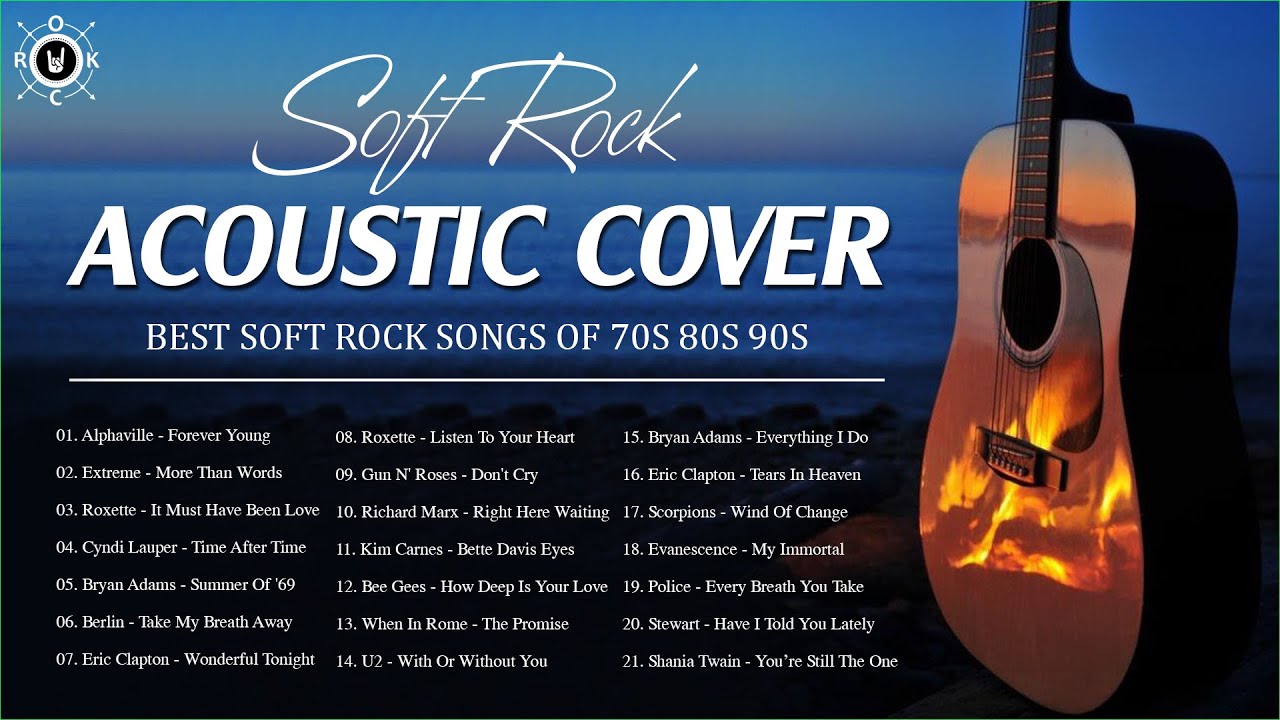 O
R K
C
Soft Rock
ACOUSTIC COVER
BEST SOFT ROCK SONGS OF 70S 80S 90S
01. Alphaville - Forever Young
02. Extreme - More Than Words
03. Roxette - It Must Have Been Love
04. Cyndi Lauper - Time After Time
05. Bryan Adams - Summer Of '69
06. Berlin - Take My Breath Away
07. Eric Clapton - Wonderful Tonight
08. Roxette - Listen To Your Heart
09. Gun N' Roses - Don't Cry
10. Richard Marx - Right Here Waiting
11. Kim Carnes - Bette Davis Eyes
12. Bee Gees - How Deep Is Your Love
13. When In Rome - The Promise
14. U2 - With Or Without You
15. Bryan Adams - Everything I Do
16. Eric Clapton - Tears In Heaven
17. Scorpions - Wind Of Change
18. Evanescence - My Immortal
19. Police - Every Breath You Take
20. Stewart - Have I Told You Lately
21. Shania Twain - You’re Still The One